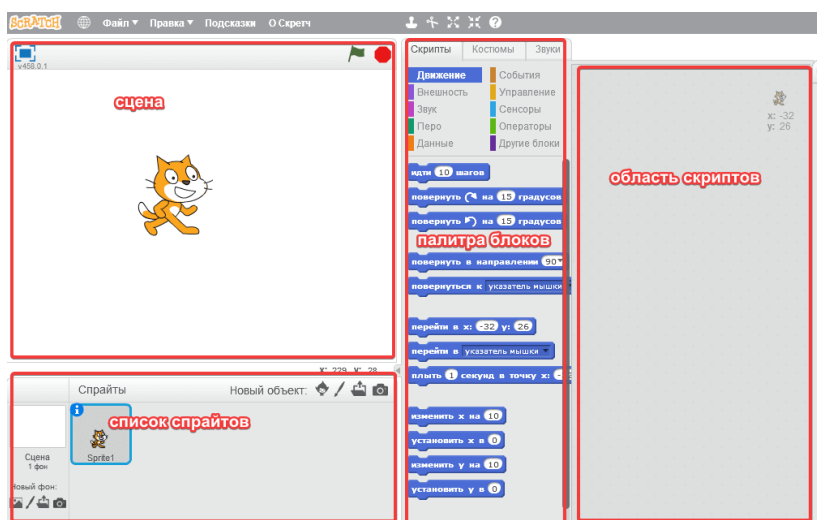 SCRATCH Файл Правка Подсказки О Скретч
v458.0.1
сцена
X: 229 Y: 28
Спрайты Новый объект:
список спрайтов
Sprite1
Сцена
1 фон
Новый фон:
Скрипты Костюмы Звуки
Движение События
Внешность Управление
Звук Сенсоры
Перо Операторы
Данные Другие блоки
идти 10 шагов
повернуть на 15 градусов
повернуть на 15 градусов
палитра блоков
повернуть в направлении 90
повернуться к указатель мышки
перейти в x: -32 y: 26
перейти в указатель мышки
плыть 1 секунд в точку x:
изменить х на 10
установить х в 0
изменить у на 10
установить у в 0
x: -32
y: 26
область скриптов